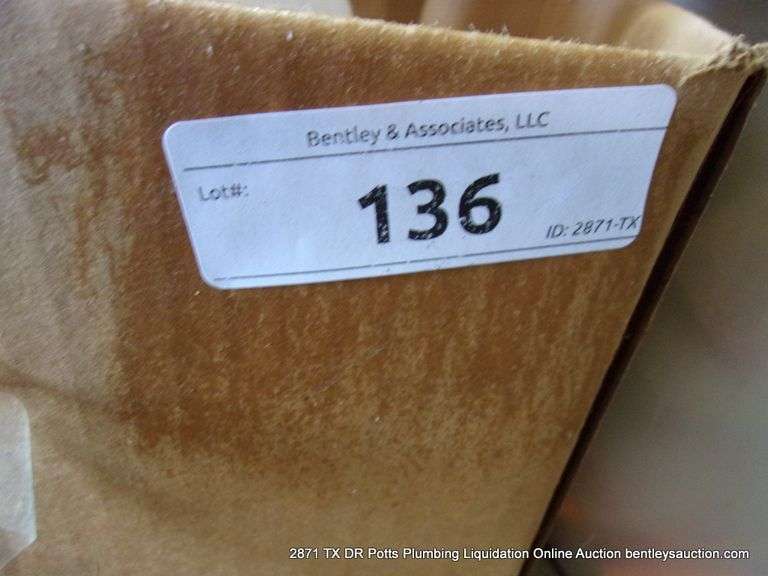 Bentley & Associates, LLC
Lot#:
136
ID: 2871-TX
2871 TX DR Potts Plumbing Liquidation Online Auction bentleysauction.com